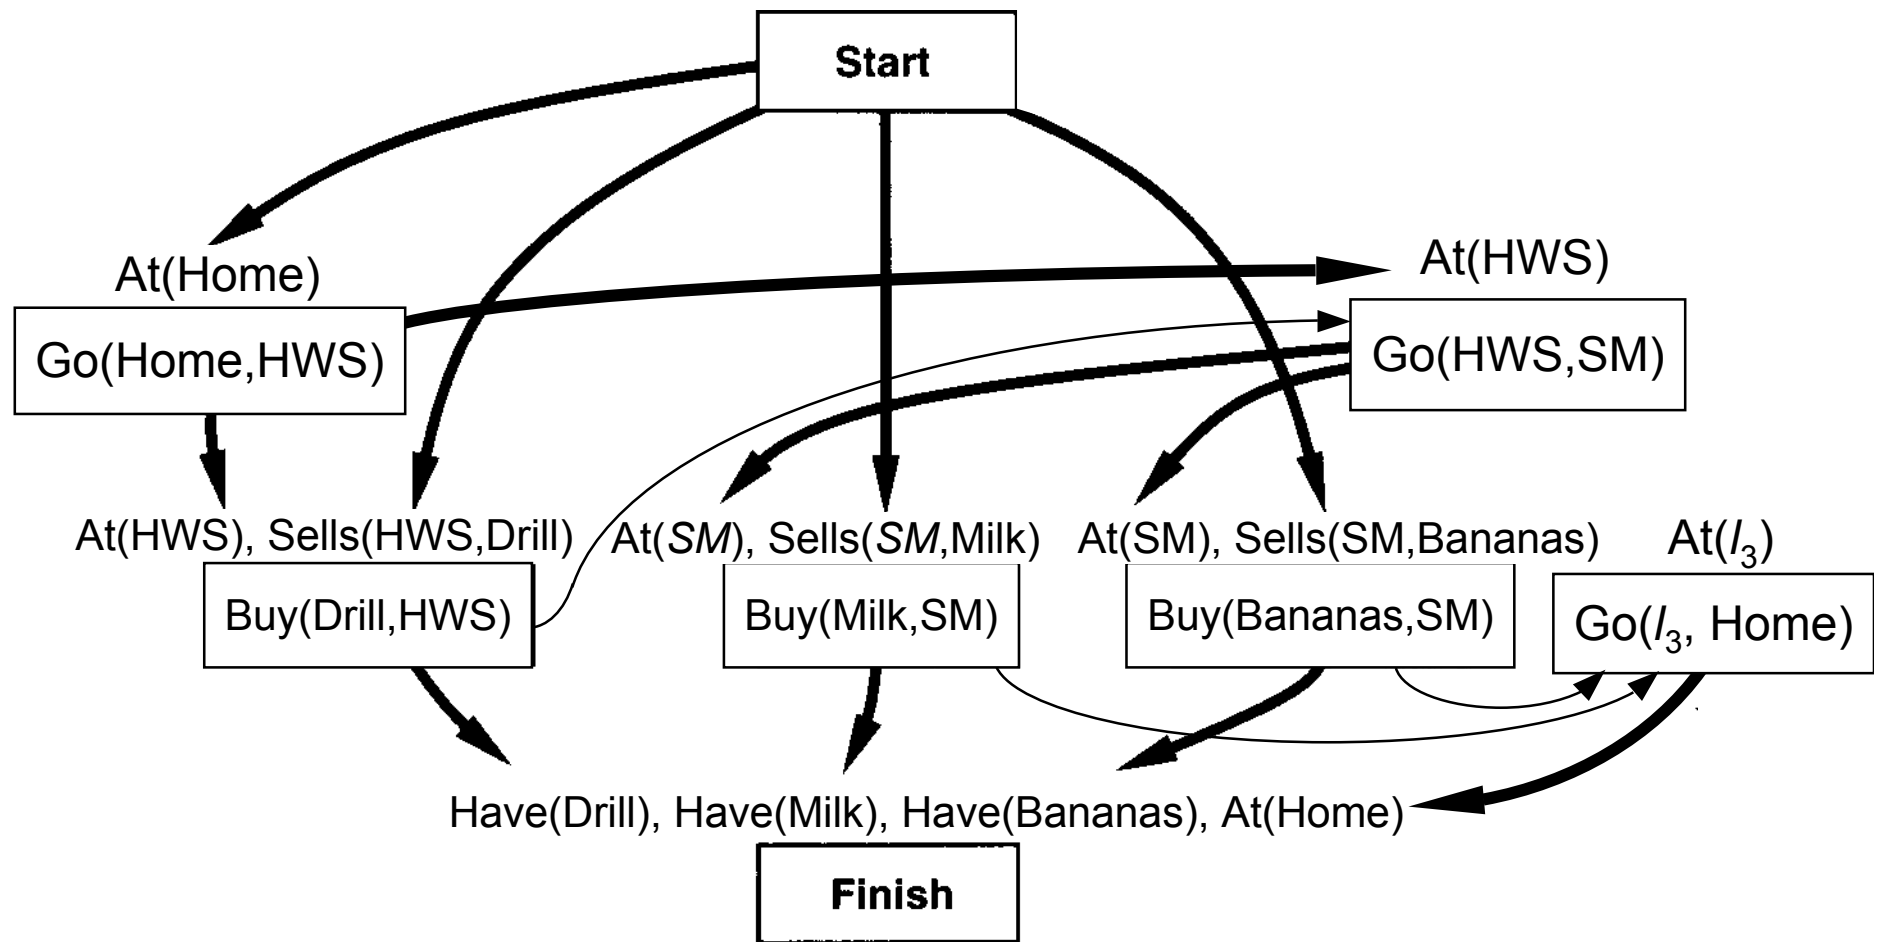 Start
At(Home)
At(HWS)
Go(Home,HWS)
Go(HWS,SM)
At(HWS), Sells(HWS,Drill)
At(SM), Sells(SM,Milk)
At(SM), Sells(SM,Bananas)
At(l₃)
Buy(Drill,HWS)
Buy(Milk,SM)
Buy(Bananas,SM)
Go(l₃, Home)
Have(Drill), Have(Milk), Have(Bananas), At(Home)
Finish